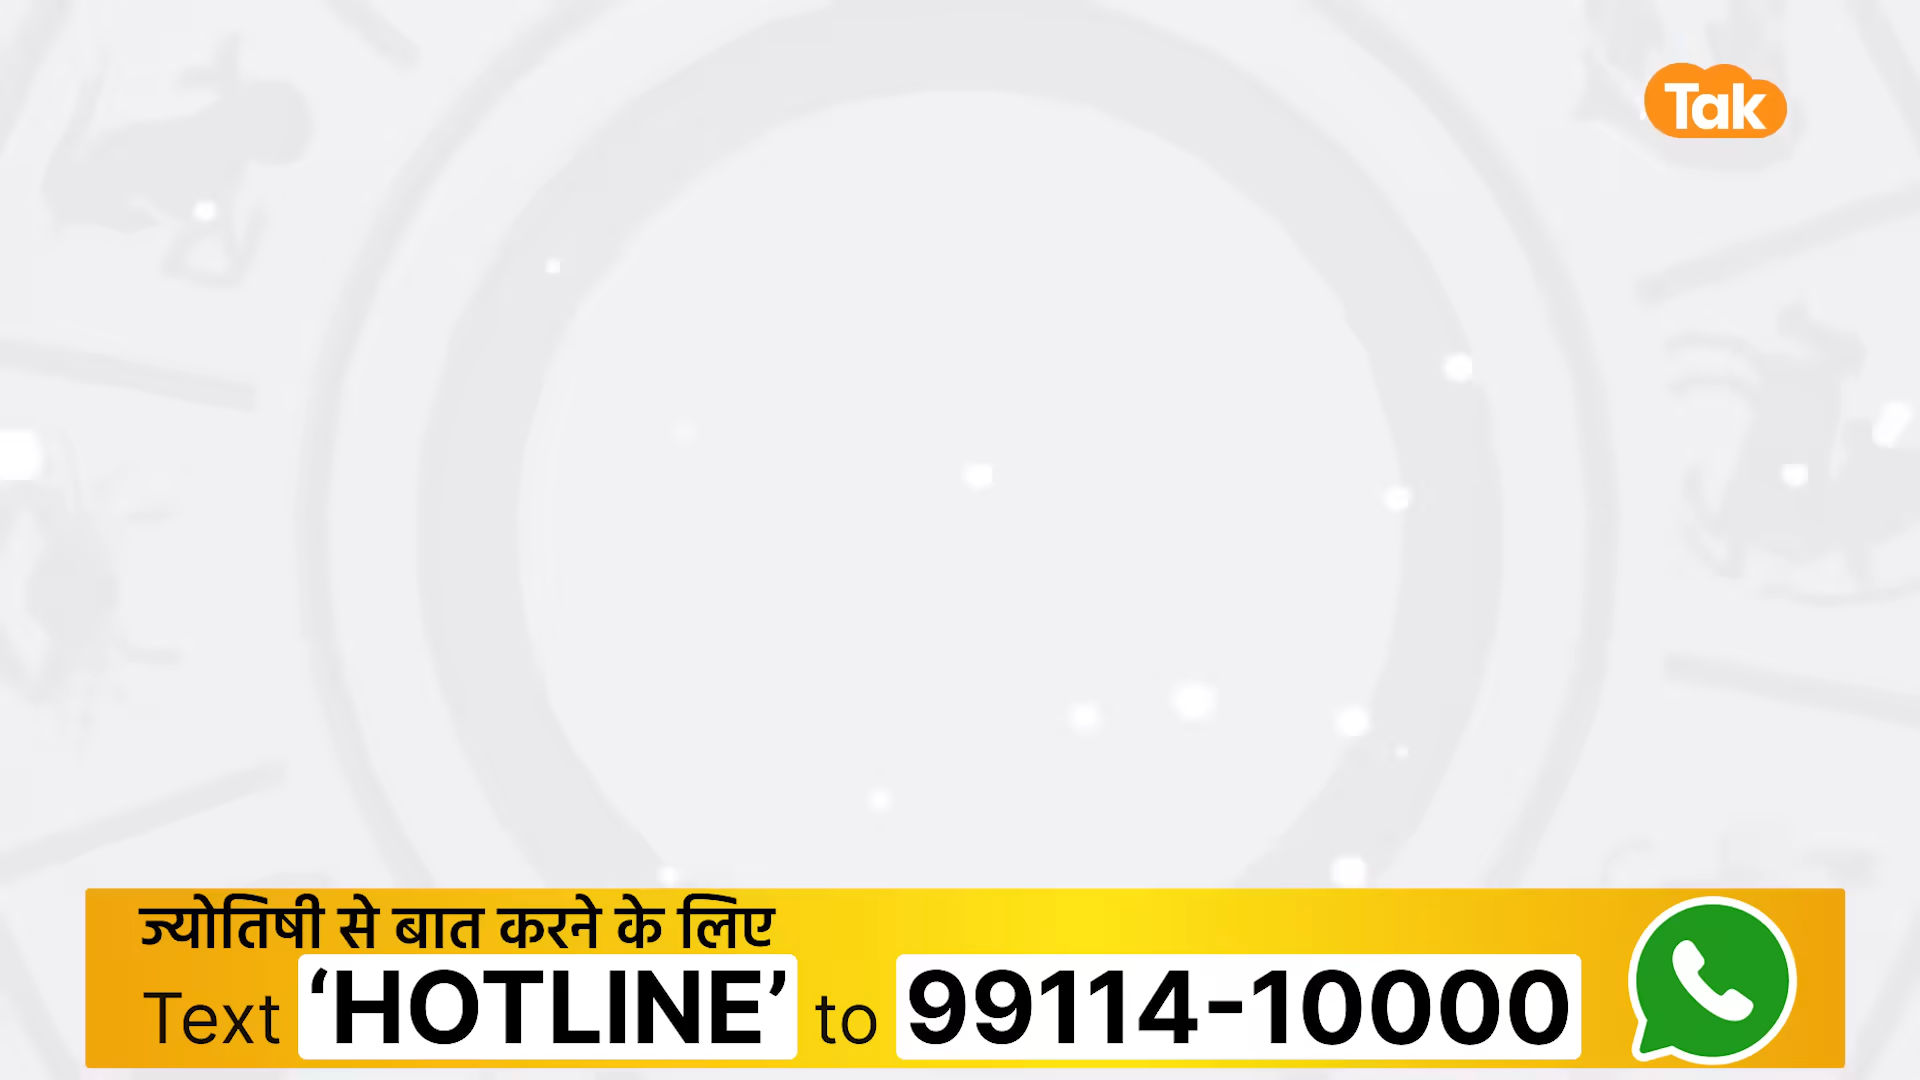 Tak
ज्योतिषी से बात करने के लिए
Text ‘HOTLINE’ to 99114-10000